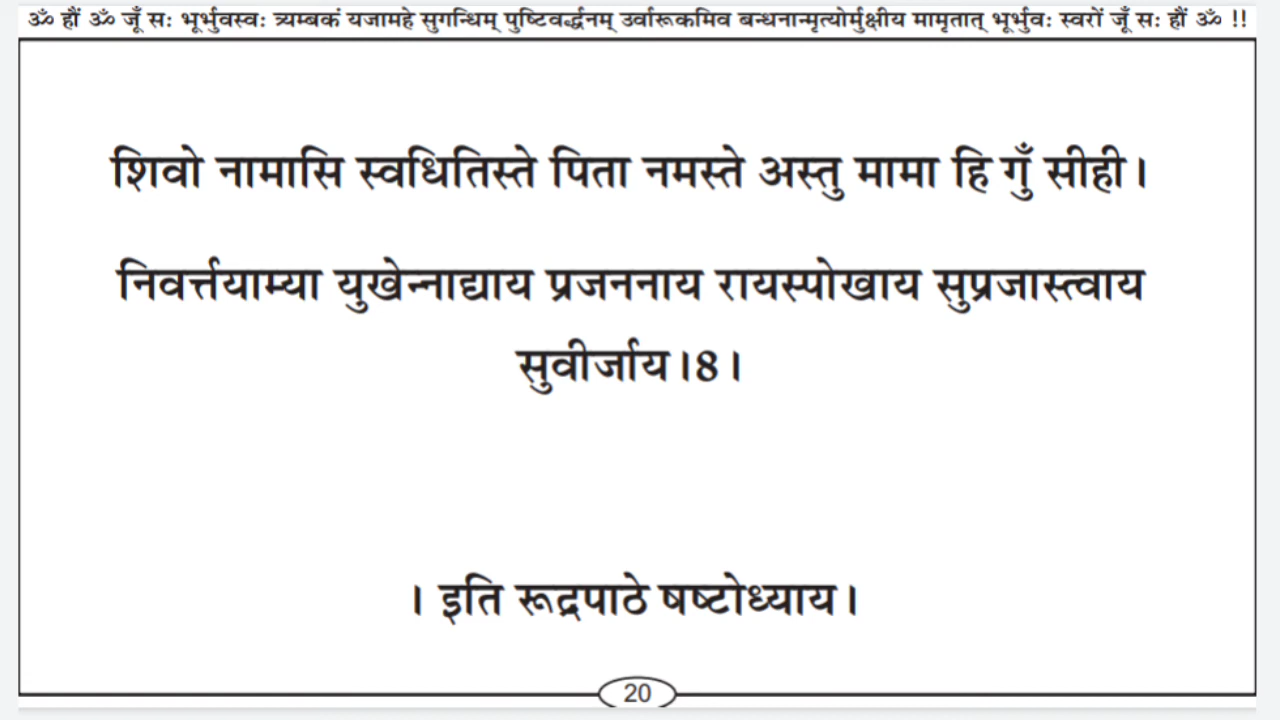 ॐ हौं ॐ जूँ सः भूर्भुवस्वः त्र्यम्बकं यजामहे सुगन्धिम् पुष्टिवर्द्धनम् उर्वारूकमिव बन्धनान्मृत्योर्मुक्षीय मामृतात् भूर्भुवः स्वरों जूँ सः हौं ॐ !!
शिवो नामासि स्वधितिस्ते पिता नमस्ते अस्तु मामा हि गुँ सीही।
निवर्त्तयाम्या युखेन्नाद्याय प्रजननाय रायस्पोखाय सुप्रजास्त्वाय
सुवीर्जाय।8।
। इति रूद्रपाठे षष्टोध्याय।
20